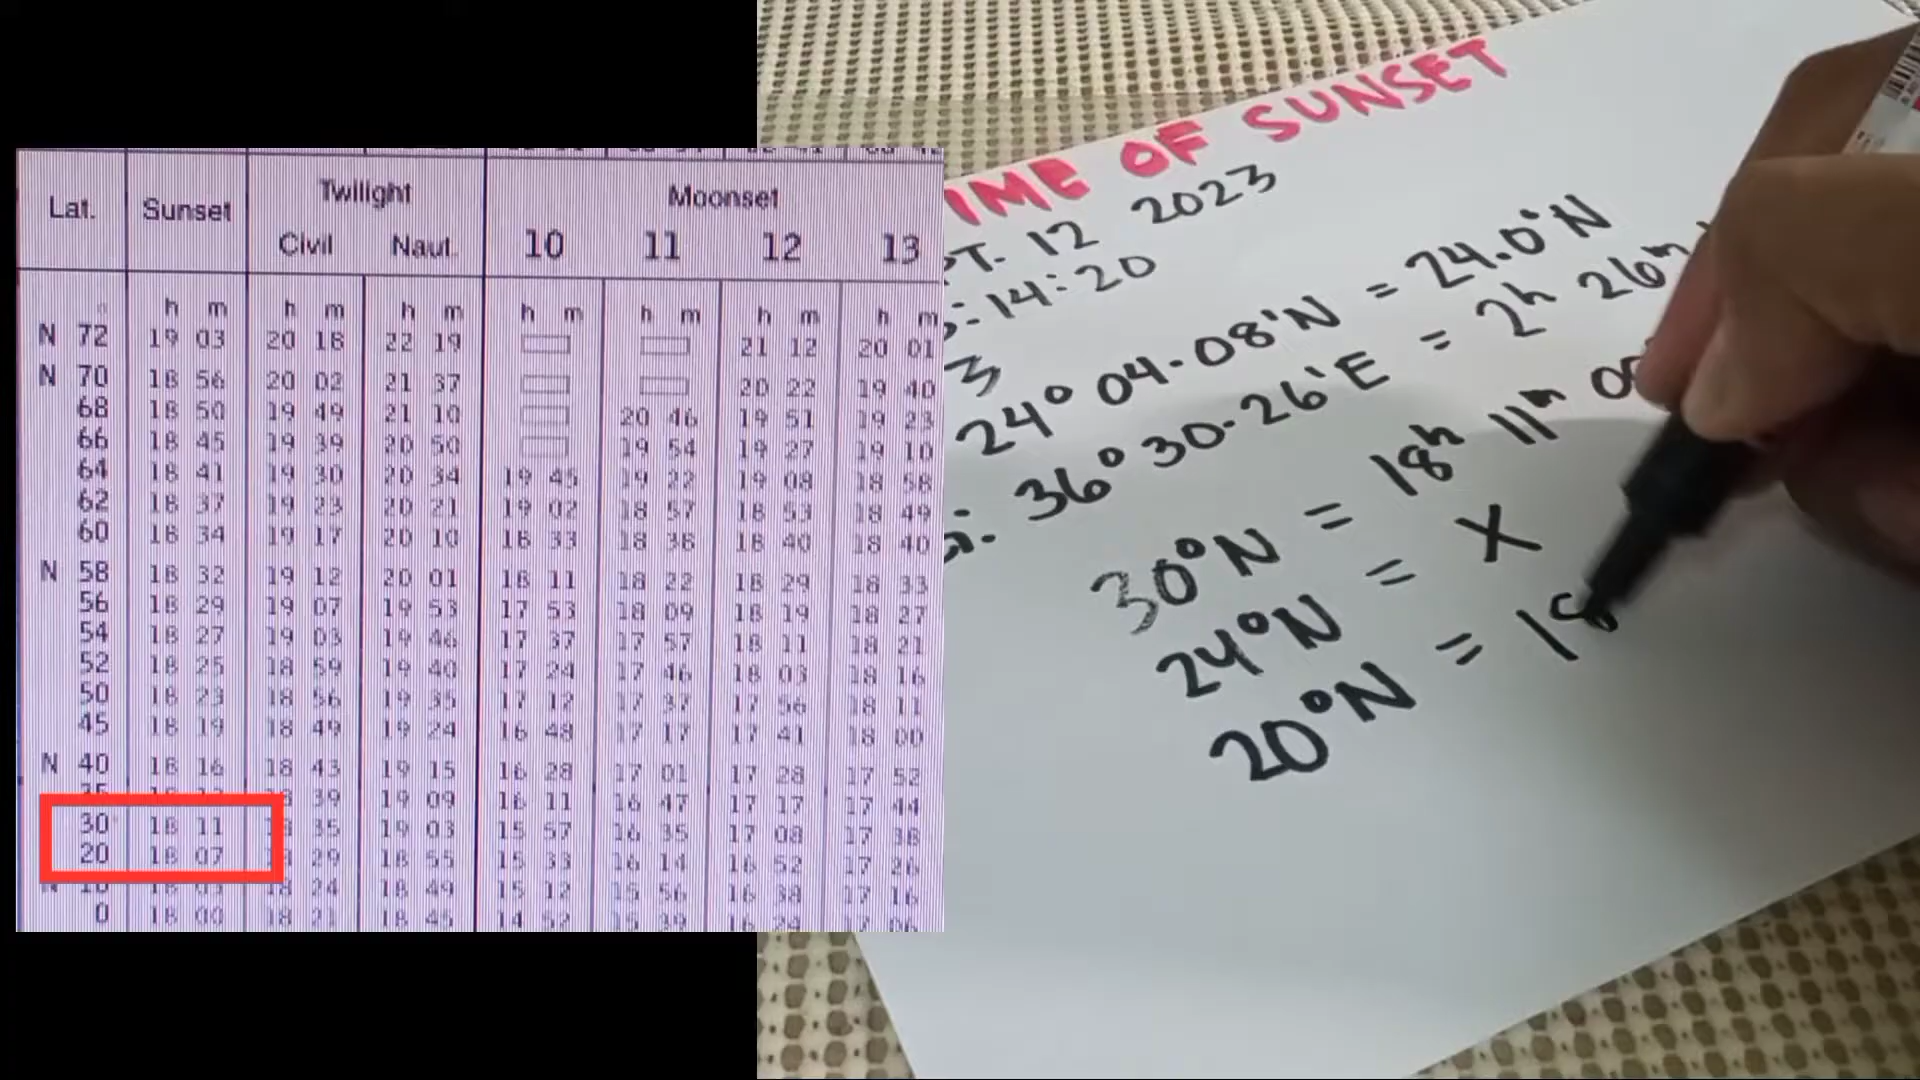 Lat. Sunset Twilight Moonset
Civil Naut. 10 11 12 13
h m h m h m h m h m h m h m
N 72 19 03 20 18 22 19 21 12 20 01
N 70 18 56 20 02 21 37 20 22 19 40
68 18 50 19 49 21 10 20 46 19 51 19 23
66 18 45 19 39 20 50 19 54 19 27 19 10
64 18 41 19 30 20 34 19 45 19 22 19 08 18 58
62 18 37 19 23 20 21 19 02 18 57 18 53 18 49
60 18 34 19 17 20 10 18 33 18 38 18 40 18 40
N 58 18 32 19 12 20 01 18 11 18 22 18 29 18 33
56 18 29 19 07 19 53 17 53 18 09 18 19 18 27
54 18 27 19 03 19 46 17 37 17 57 18 11 18 21
52 18 25 18 59 19 40 17 24 17 46 18 03 18 16
50 18 23 18 56 19 35 17 12 17 37 17 56 18 11
45 18 19 18 49 19 24 16 48 17 17 17 41 18 00
N 40 18 16 18 43 19 15 16 28 17 01 17 28 17 52
39 19 09 16 11 16 47 17 17 17 44
30 18 11 35 19 03 15 57 16 35 17 08 17 38
20 18 07 29 18 55 15 33 16 14 16 52 17 26
10 18 03 18 24 18 49 15 12 15 56 16 38 17 16
0 18 00 18 21 18 45 14 52 15 39 16 24 17 06
IME OF SUNSET
T. 12 2023
:14:20
3
24° 04.08'N = 24.0°N
: 36° 30.26'E = 2h 26m
30°N = 18h 11m
24°N = X
20°N = 18